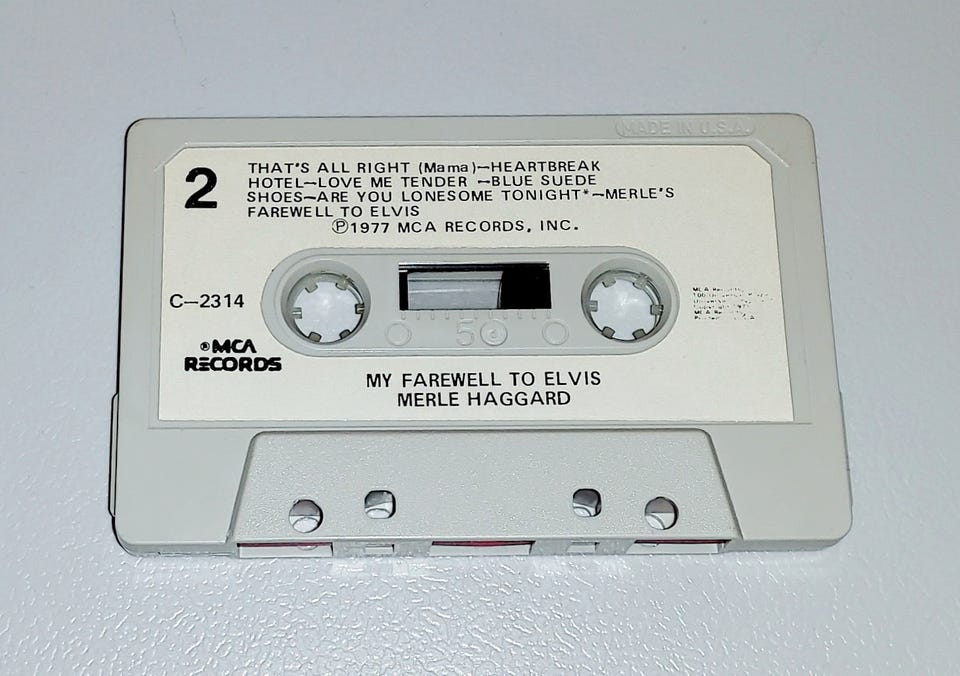 MADE IN U.S.A.
2
THAT'S ALL RIGHT (Mama)—HEARTBREAK
HOTEL—LOVE ME TENDER —BLUE SUEDE
SHOES—ARE YOU LONESOME TONIGHT*—MERLE'S
FAREWELL TO ELVIS
℗1977 MCA RECORDS, INC.
C—2314
®MCA
RECORDS
50
MY FAREWELL TO ELVIS
MERLE HAGGARD